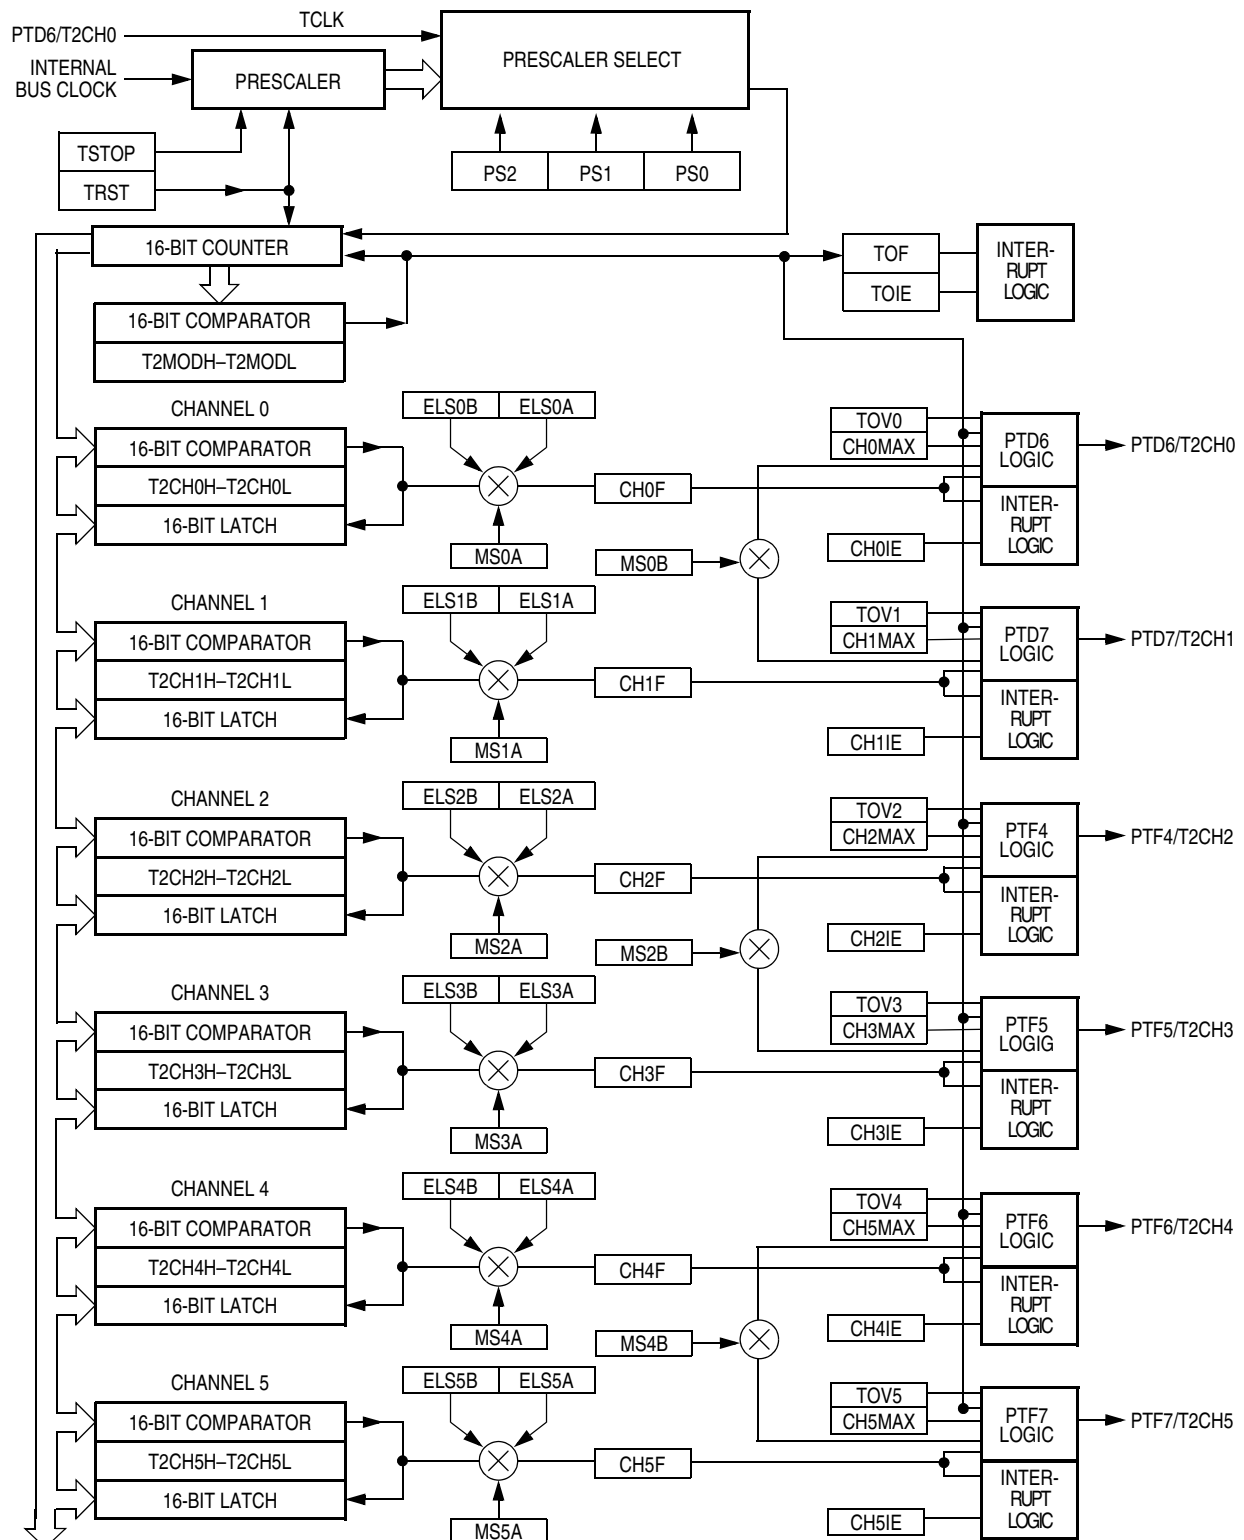 TCLK
PTD6/T2CH0
INTERNAL
BUS CLOCK
PRESCALER
PRESCALER SELECT
TSTOP
TRST
PS2
PS1
PS0
16-BIT COUNTER
TOF
TOIE
INTER-
RUPT
LOGIC
16-BIT COMPARATOR
T2MODH–T2MODL
CHANNEL 0
16-BIT COMPARATOR
T2CH0H–T2CH0L
16-BIT LATCH
ELS0B
ELS0A
MS0A
CH0F
MS0B
TOV0
CH0MAX
CH0IE
PTD6
LOGIC
INTER-
RUPT
LOGIC
PTD6/T2CH0
CHANNEL 1
16-BIT COMPARATOR
T2CH1H–T2CH1L
16-BIT LATCH
ELS1B
ELS1A
MS1A
CH1F
TOV1
CH1MAX
CH1IE
PTD7
LOGIC
INTER-
RUPT
LOGIC
PTD7/T2CH1
CHANNEL 2
16-BIT COMPARATOR
T2CH2H–T2CH2L
16-BIT LATCH
ELS2B
ELS2A
MS2A
CH2F
MS2B
TOV2
CH2MAX
CH2IE
PTF4
LOGIC
INTER-
RUPT
LOGIC
PTF4/T2CH2
CHANNEL 3
16-BIT COMPARATOR
T2CH3H–T2CH3L
16-BIT LATCH
ELS3B
ELS3A
MS3A
CH3F
TOV3
CH3MAX
CH3IE
PTF5
LOGIG
INTER-
RUPT
LOGIC
PTF5/T2CH3
CHANNEL 4
16-BIT COMPARATOR
T2CH4H–T2CH4L
16-BIT LATCH
ELS4B
ELS4A
MS4A
CH4F
MS4B
TOV4
CH5MAX
CH4IE
PTF6
LOGIC
INTER-
RUPT
LOGIC
PTF6/T2CH4
CHANNEL 5
16-BIT COMPARATOR
T2CH5H–T2CH5L
16-BIT LATCH
ELS5B
ELS5A
MS5A
CH5F
TOV5
CH5MAX
CH5IE
PTF7
LOGIC
INTER-
RUPT
LOGIC
PTF7/T2CH5